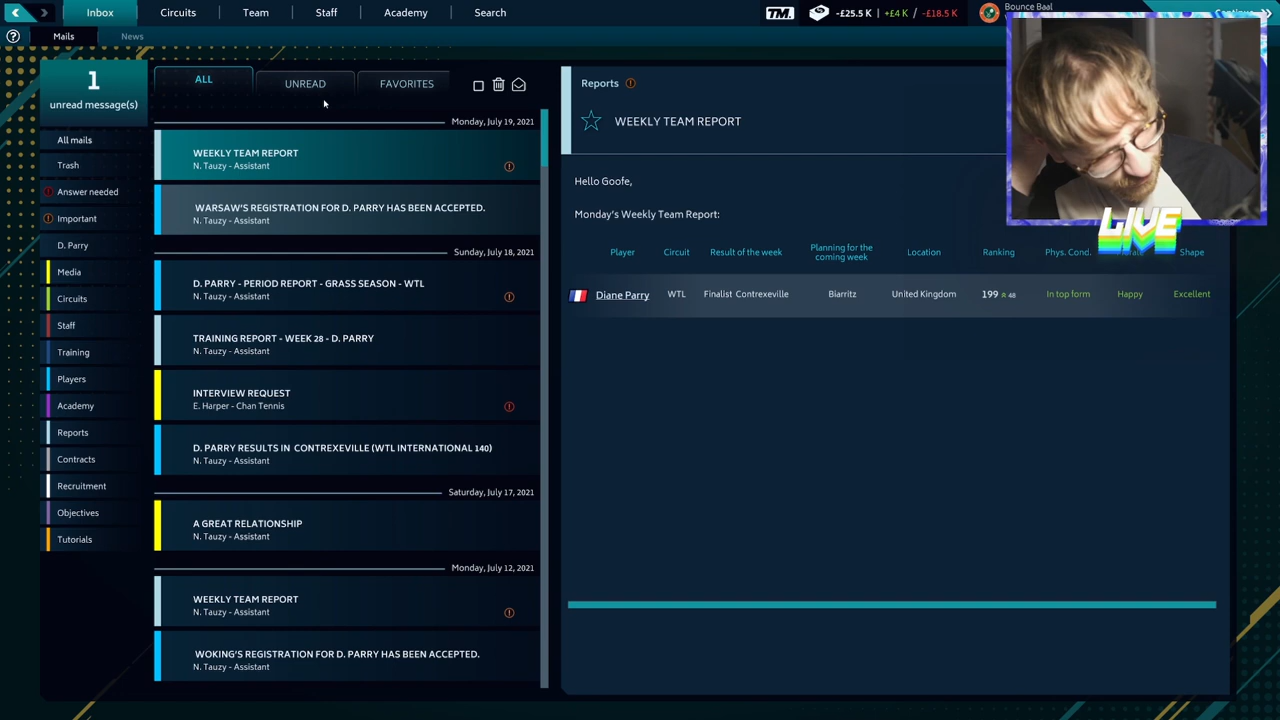 Inbox
Circuits
Team
Staff
Academy
Search
TM.
-£25.5 K | +£4 K / -£18.5 K
Bounce Baal
Mails
News
1
unread message(s)
All mails
Trash
Answer needed
Important
D. Parry
Media
Circuits
Staff
Training
Players
Academy
Reports
Contracts
Recruitment
Objectives
Tutorials
ALL
UNREAD
FAVORITES
Monday, July 19, 2021
WEEKLY TEAM REPORT
N. Tauzy - Assistant
WARSAW'S REGISTRATION FOR D. PARRY HAS BEEN ACCEPTED.
N. Tauzy - Assistant
Sunday, July 18, 2021
D. PARRY - PERIOD REPORT - GRASS SEASON - WTL
N. Tauzy - Assistant
TRAINING REPORT - WEEK 28 - D. PARRY
N. Tauzy - Assistant
INTERVIEW REQUEST
E. Harper - Chan Tennis
D. PARRY RESULTS IN CONTREXEVILLE (WTL INTERNATIONAL 140)
N. Tauzy - Assistant
Saturday, July 17, 2021
A GREAT RELATIONSHIP
N. Tauzy - Assistant
Monday, July 12, 2021
WEEKLY TEAM REPORT
N. Tauzy - Assistant
WOKING'S REGISTRATION FOR D. PARRY HAS BEEN ACCEPTED.
N. Tauzy - Assistant
Reports
WEEKLY TEAM REPORT
Hello Goofe,
Monday's Weekly Team Report:
Player Circuit Result of the week Planning for the coming week Location Ranking Phys. Cond. Shape
Diane Parry WTL Finalist Contrexeville Biarritz United Kingdom 199 48 In top form Happy Excellent
LIVE